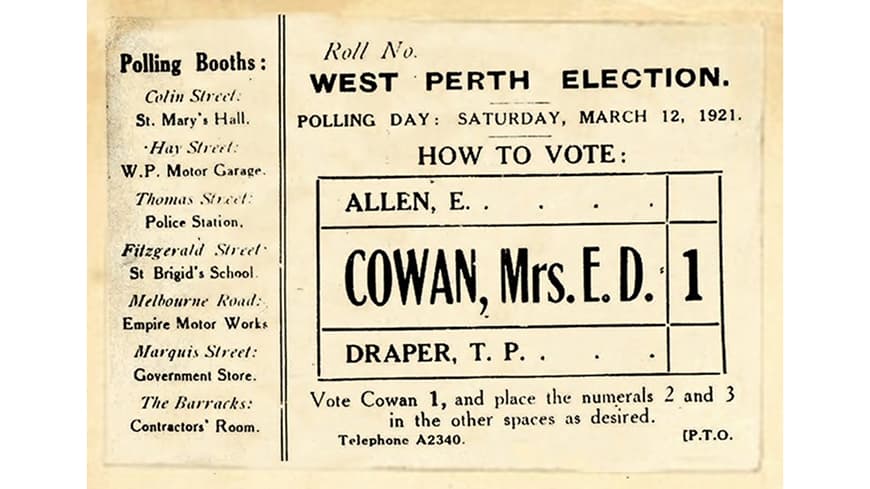 Polling Booths:
Colin Street:
St. Mary's Hall.
Hay Street:
W.P. Motor Garage.
Thomas Street:
Police Station.
Fitzgerald Street
St Brigid's School.
Melbourne Road:
Empire Motor Works
Marquis Street:
Government Store.
The Barracks:
Contractors' Room.
Roll No.
WEST PERTH ELECTION.
POLLING DAY: SATURDAY, MARCH 12, 1921.
HOW TO VOTE:
ALLEN, E. . . . .
COWAN, Mrs. E. D. 1
DRAPER, T. P. . . .
Vote Cowan 1, and place the numerals 2 and 3
in the other spaces as desired.
Telephone A2340. [P.T.O.